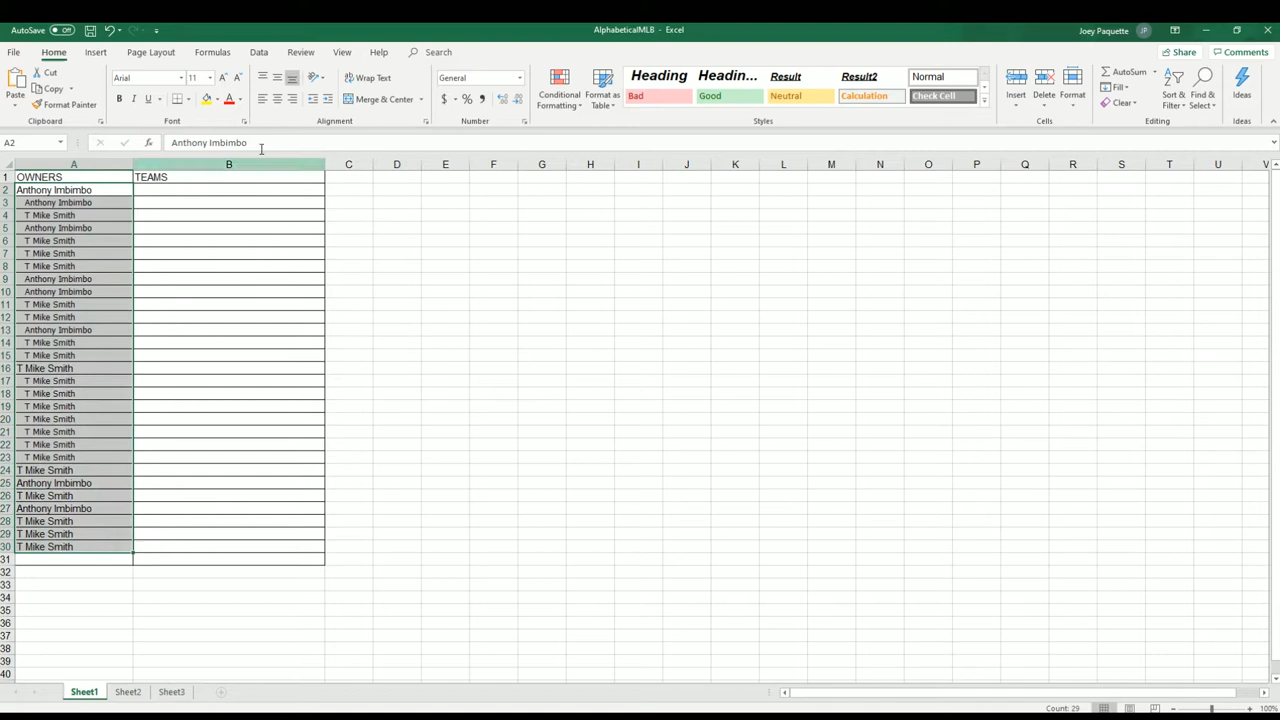 AutoSave Off
AlphabeticalMLB - Excel
Joey Paquette JP
File Home Insert Page Layout Formulas Data Review View Help Search
Share Comments
Paste
Cut
Copy
Format Painter
Clipboard
Arial 11
B I U
Font
Wrap Text
Merge & Center
Alignment
General
$ % ,
Number
Conditional Formatting
Format as Table
Heading Headin... Result Result2 Normal
Bad Good Neutral Calculation Check Cell
Styles
Insert Delete Format
Cells
AutoSum
Fill
Clear
Sort & Filter
Find & Select
Editing
Ideas
Ideas
A2 fx Anthony Imbimbo
A B C D E F G H I J K L M N O P Q R S T U V
1 OWNERS TEAMS
2 Anthony Imbimbo
3 Anthony Imbimbo
4 T Mike Smith
5 Anthony Imbimbo
6 T Mike Smith
7 T Mike Smith
8 T Mike Smith
9 Anthony Imbimbo
10 Anthony Imbimbo
11 T Mike Smith
12 T Mike Smith
13 Anthony Imbimbo
14 T Mike Smith
15 T Mike Smith
16 T Mike Smith
17 T Mike Smith
18 T Mike Smith
19 T Mike Smith
20 T Mike Smith
21 T Mike Smith
22 T Mike Smith
23 T Mike Smith
24 T Mike Smith
25 Anthony Imbimbo
26 T Mike Smith
27 Anthony Imbimbo
28 T Mike Smith
29 T Mike Smith
30 T Mike Smith
31
32
33
34
35
36
37
38
39
40
Sheet1 Sheet2 Sheet3
Count: 29 100%